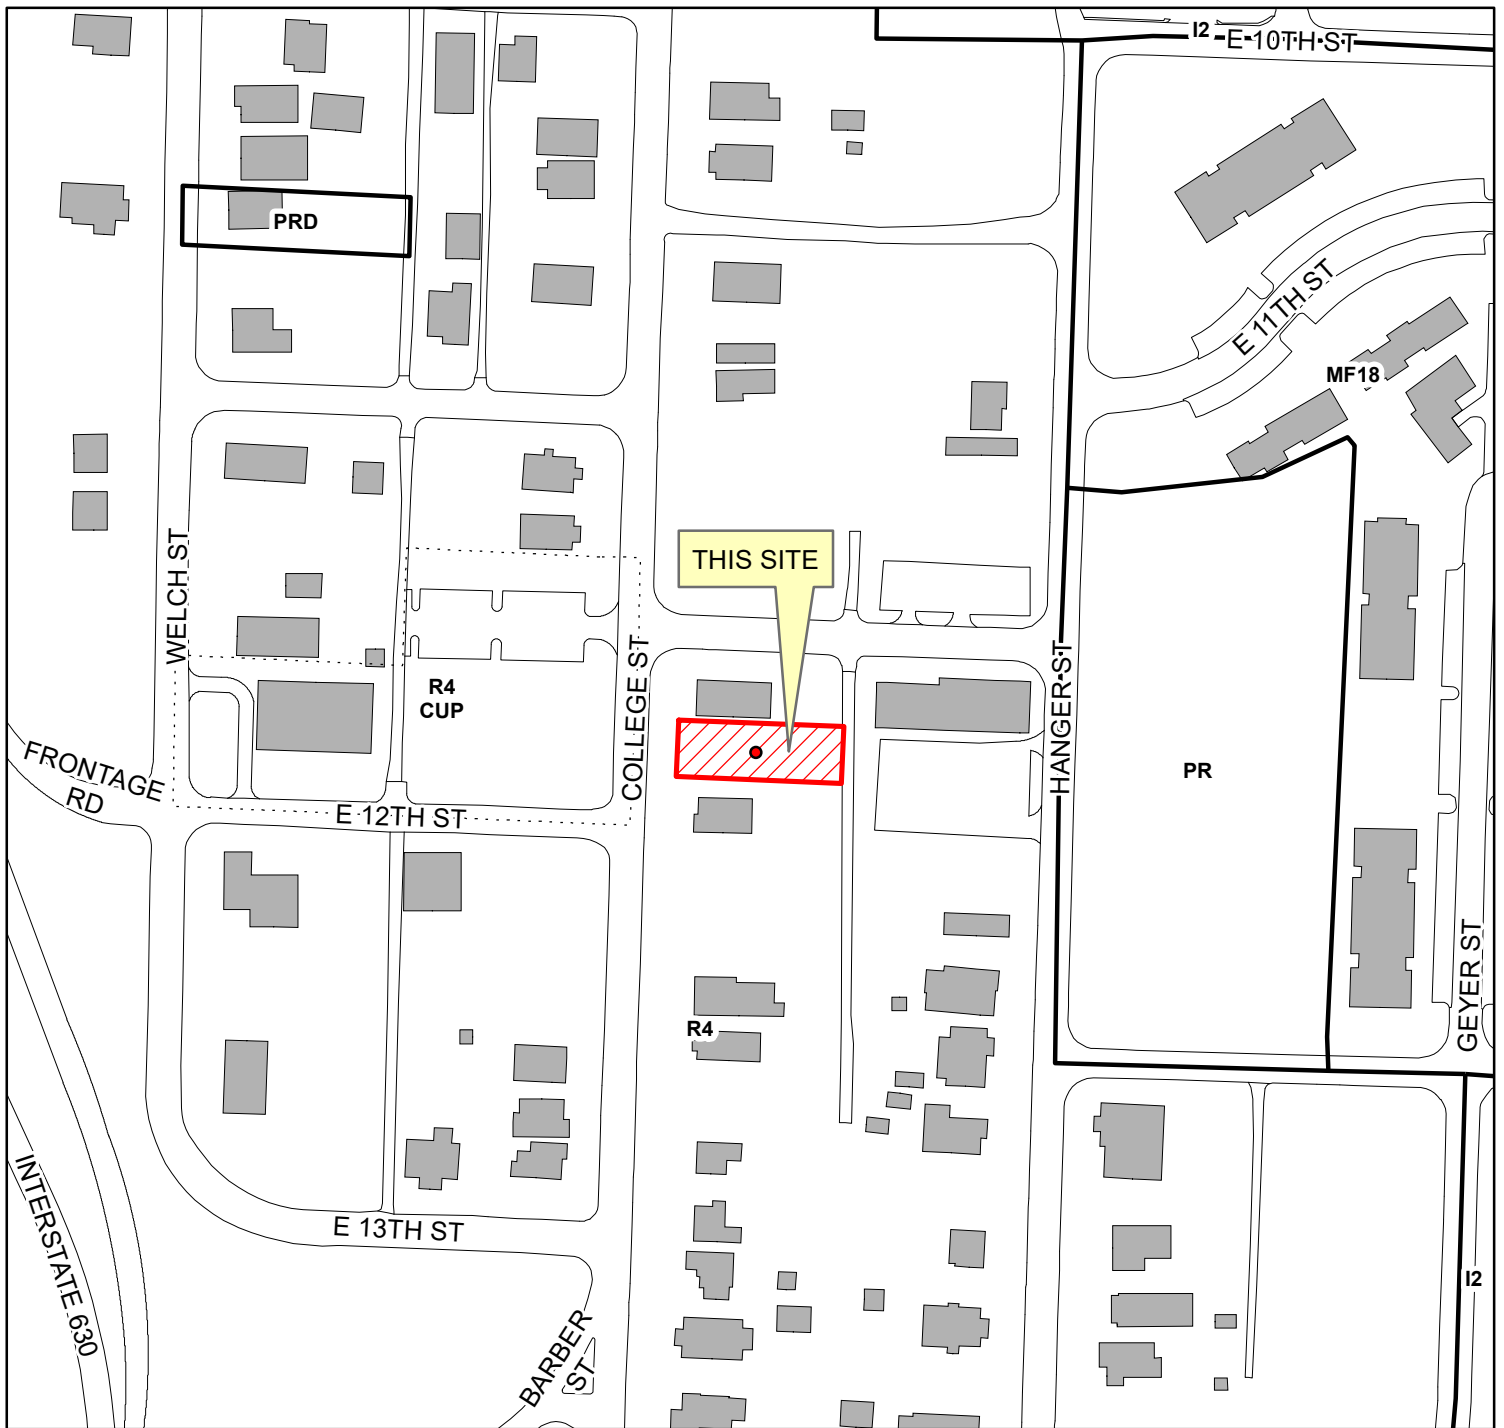 I2
E 10TH ST
PRD
E 11TH ST
MF18
THIS SITE
WELCH ST
COLLEGE ST
HANGER ST
R4
CUP
FRONTAGE
RD
PR
E 12TH ST
GEYER ST
R4
INTERSTATE 630
E 13TH ST
I2
BARBER
ST